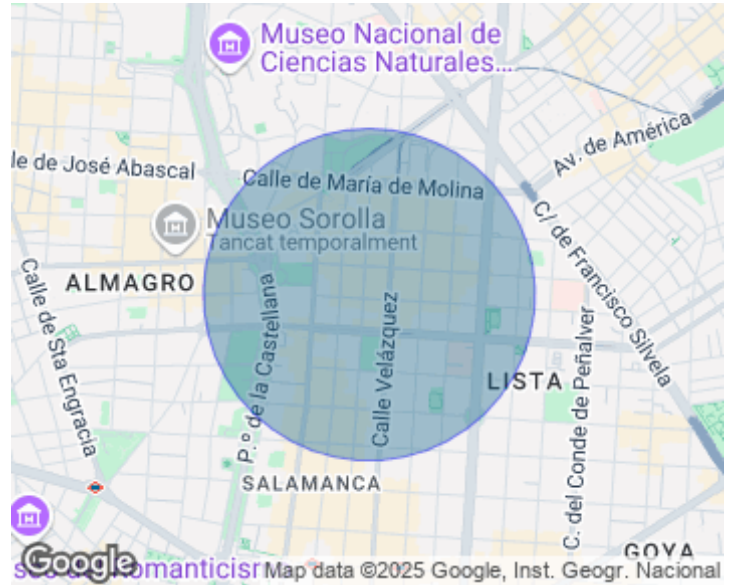 Museo Nacional de
Ciencias Naturales...
Av. de América
le de José Abascal
Calle de María de Molina
Museo Sorolla
Tancat temporalment
C/ de Francisco Silvela
ALMAGRO
Calle de Sta Engracia
P.º de la Castellana
Calle Velázquez
LISTA
C. del Conde de Peñalver
SALAMANCA
GOYA
Google
Romanticis
Map data ©2025 Google, Inst. Geogr. Nacional